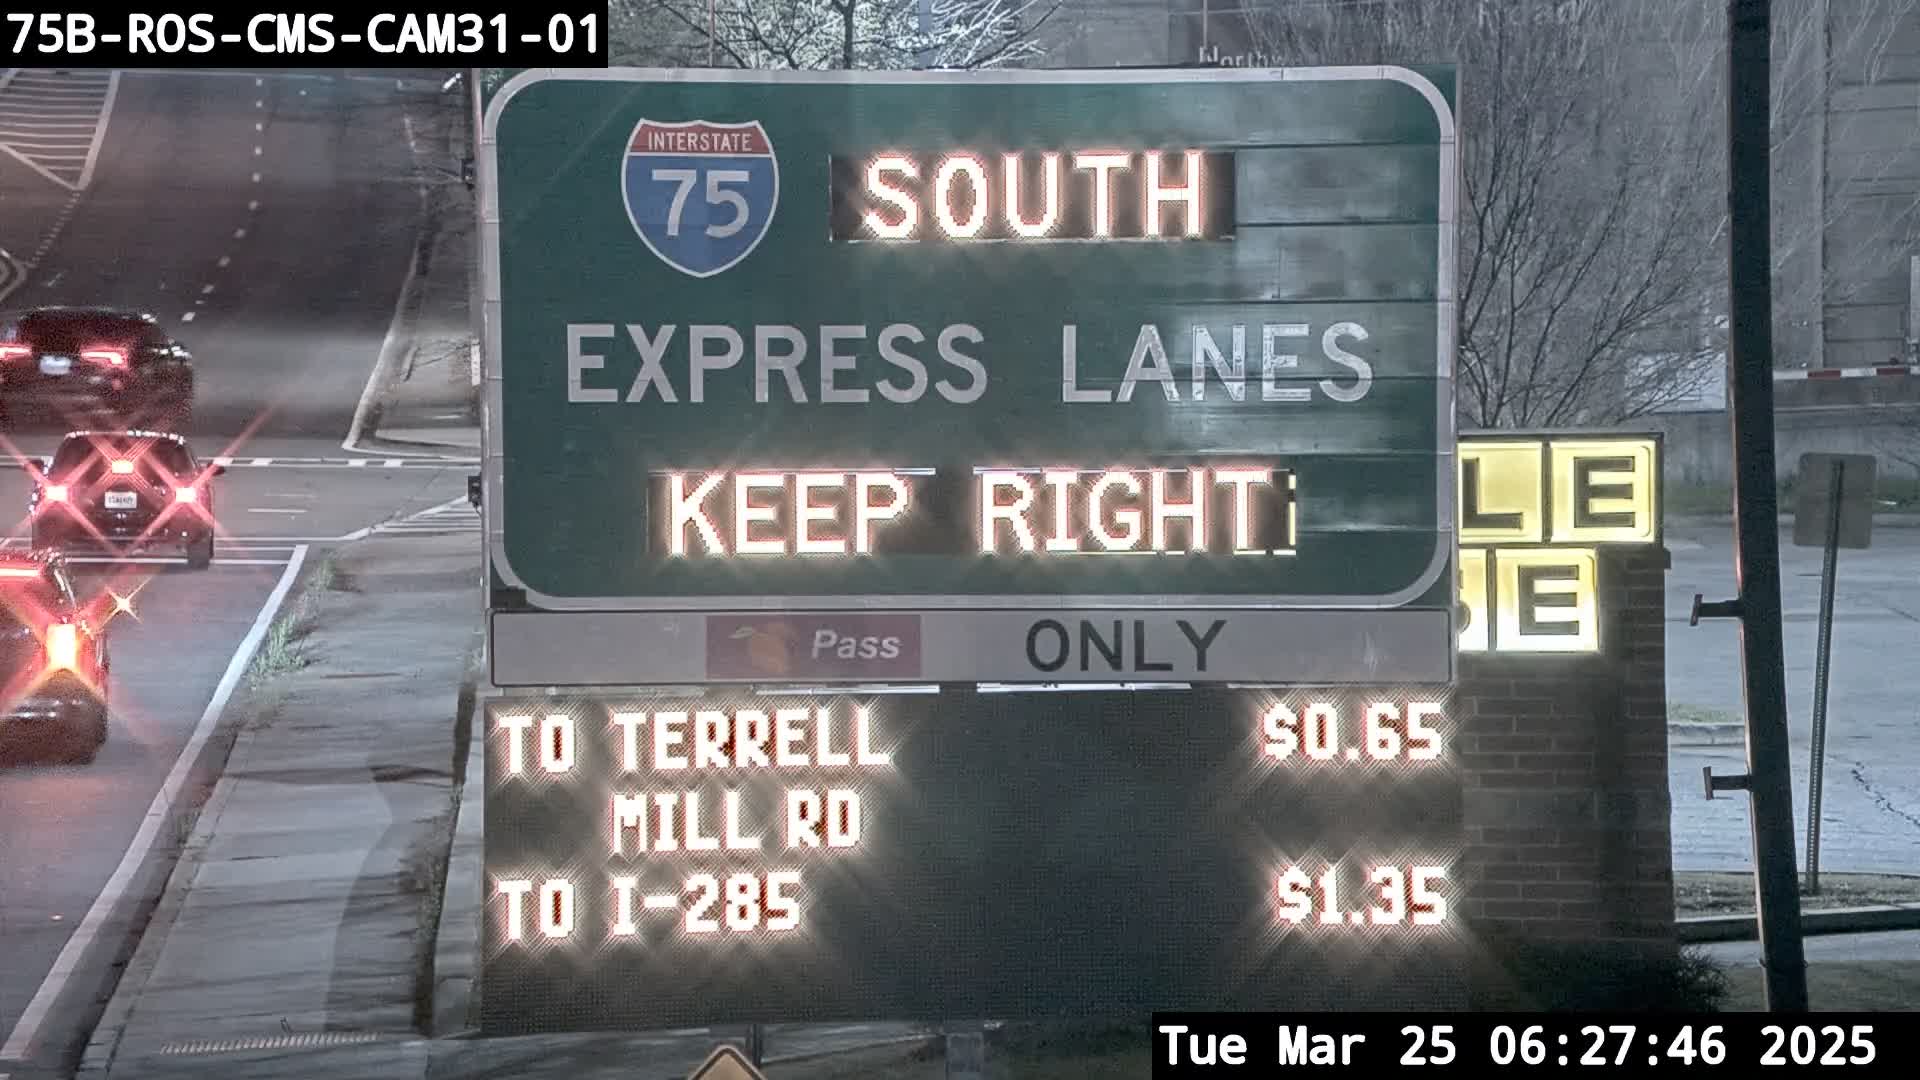 75B-ROS-CMS-CAM31-01
INTERSTATE
75
SOUTH
EXPRESS LANES
KEEP RIGHT
Pass ONLY
TO TERRELL $0.65
MILL RD
TO I-285 $1.35
LE
E
Tue Mar 25 06:27:46 2025